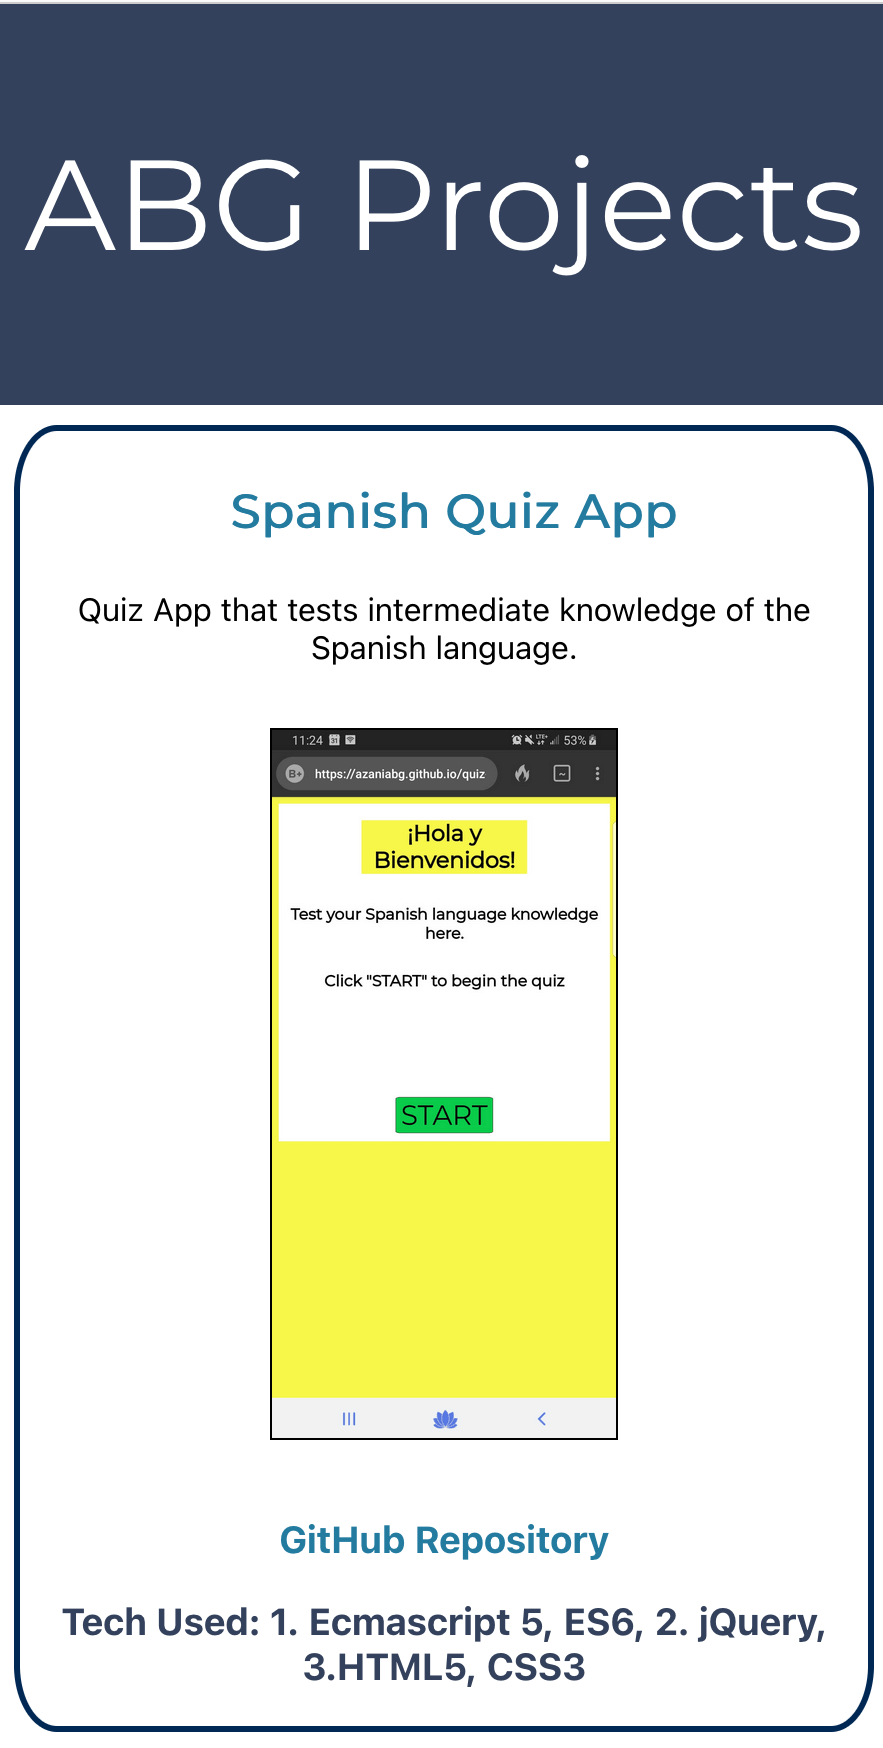 ABG Projects
Spanish Quiz App
Quiz App that tests intermediate knowledge of the
Spanish language.
11:24 31 LTE+ 53%
B+ https://azaniabg.github.io/quiz
¡Hola y
Bienvenidos!
Test your Spanish language knowledge
here.
Click "START" to begin the quiz
START
GitHub Repository
Tech Used: 1. Ecmascript 5, ES6, 2. jQuery,
3.HTML5, CSS3